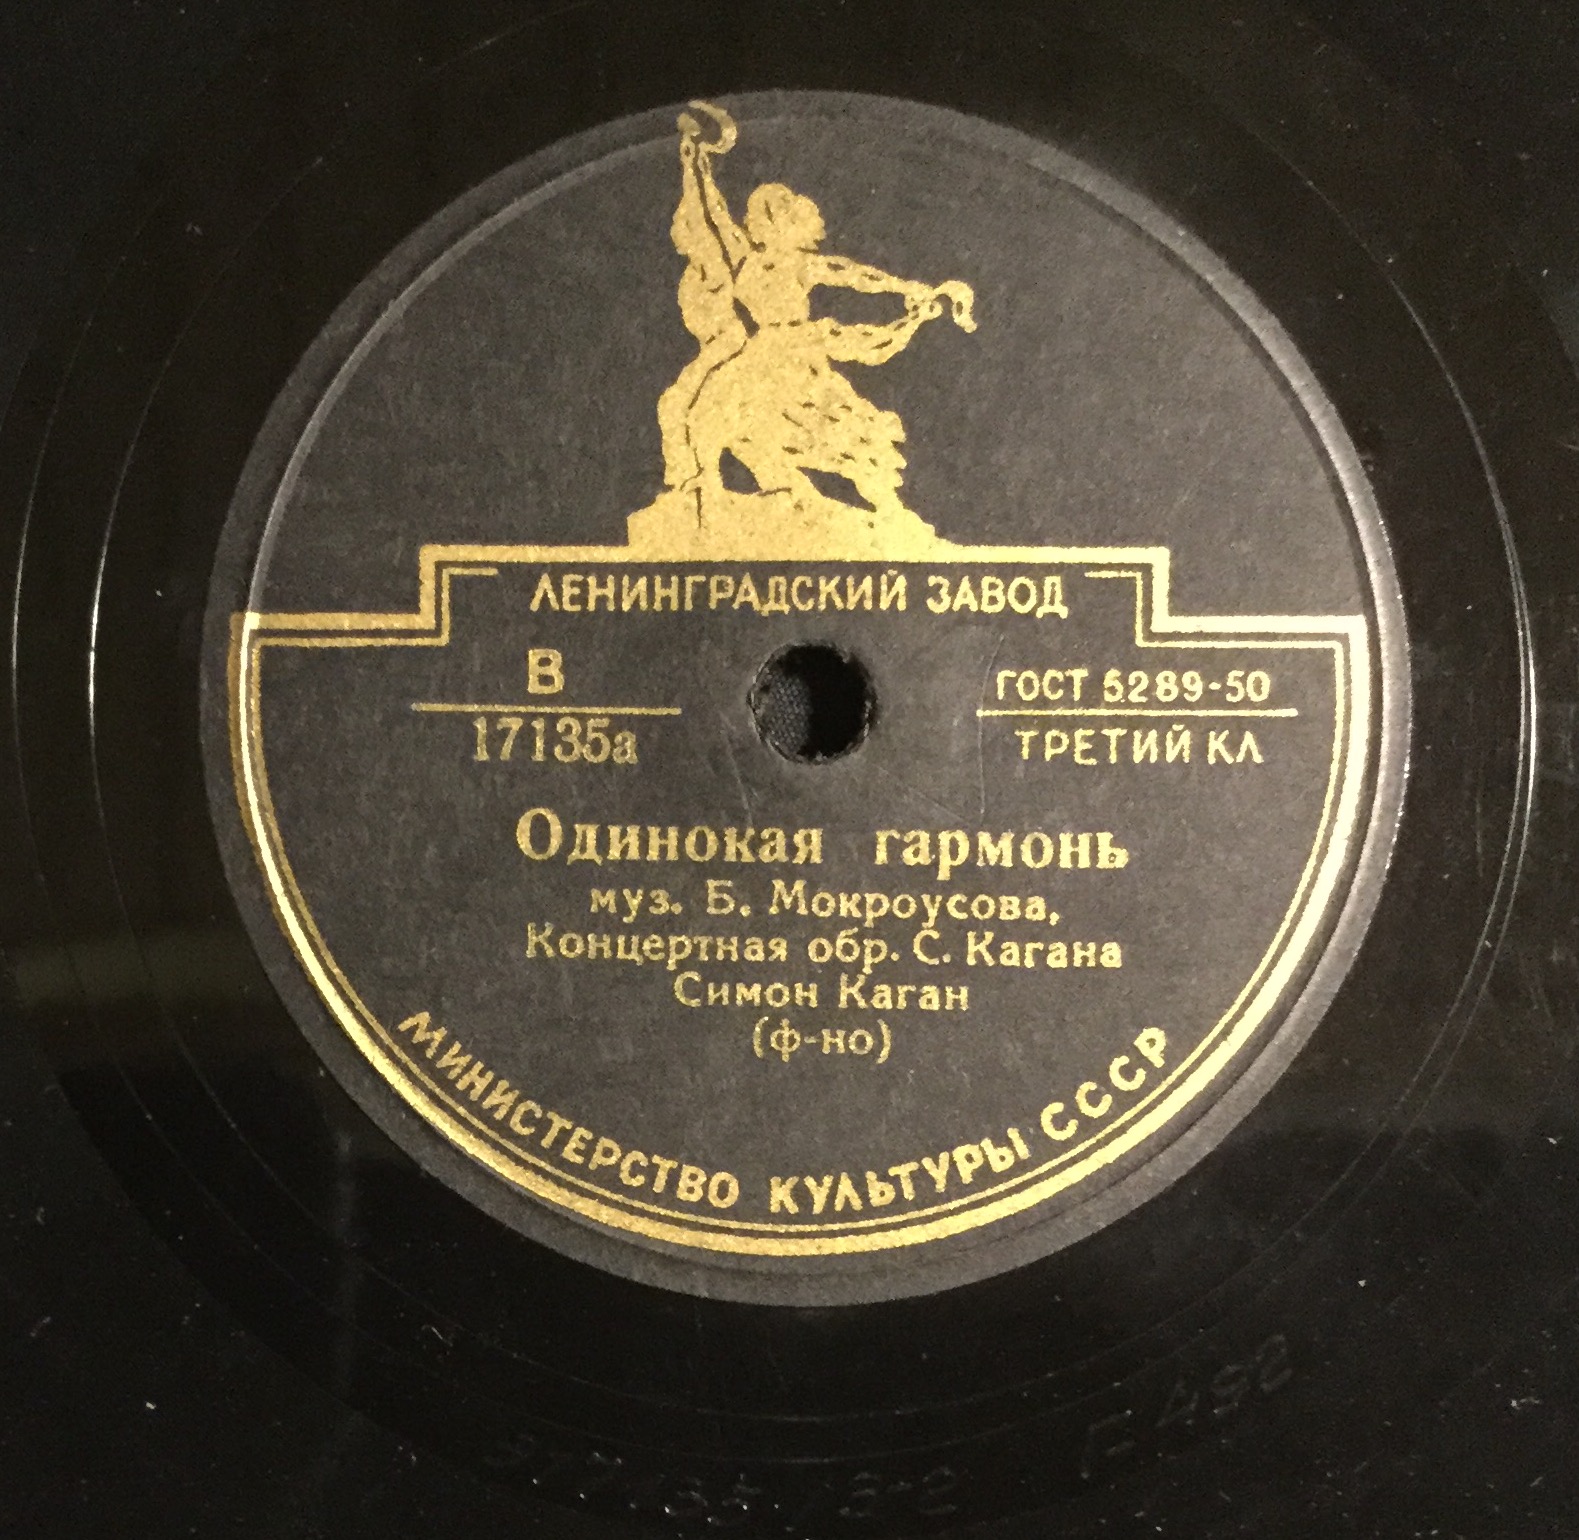 ЛЕНИНГРАДСКИЙ ЗАВОД
В
17135а
ГОСТ 5289-50
ТРЕТИЙ КЛ
Одинокая гармонь
муз. Б. Мокроусова,
Концертная обр. С. Кагана
Симон Каган
(ф-но)
МИНИСТЕРСТВО КУЛЬТУРЫ СССР